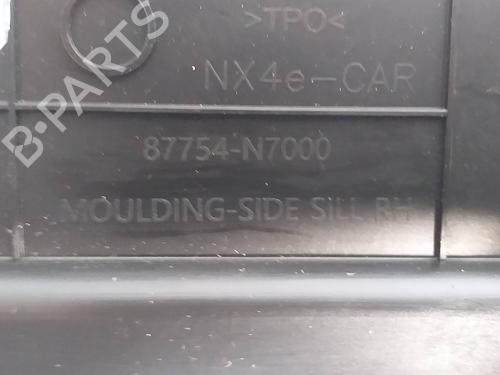 >TPO<
NX4e-CAR
87754-N7000
MOULDING-SIDE SILL RH
B-PARTS